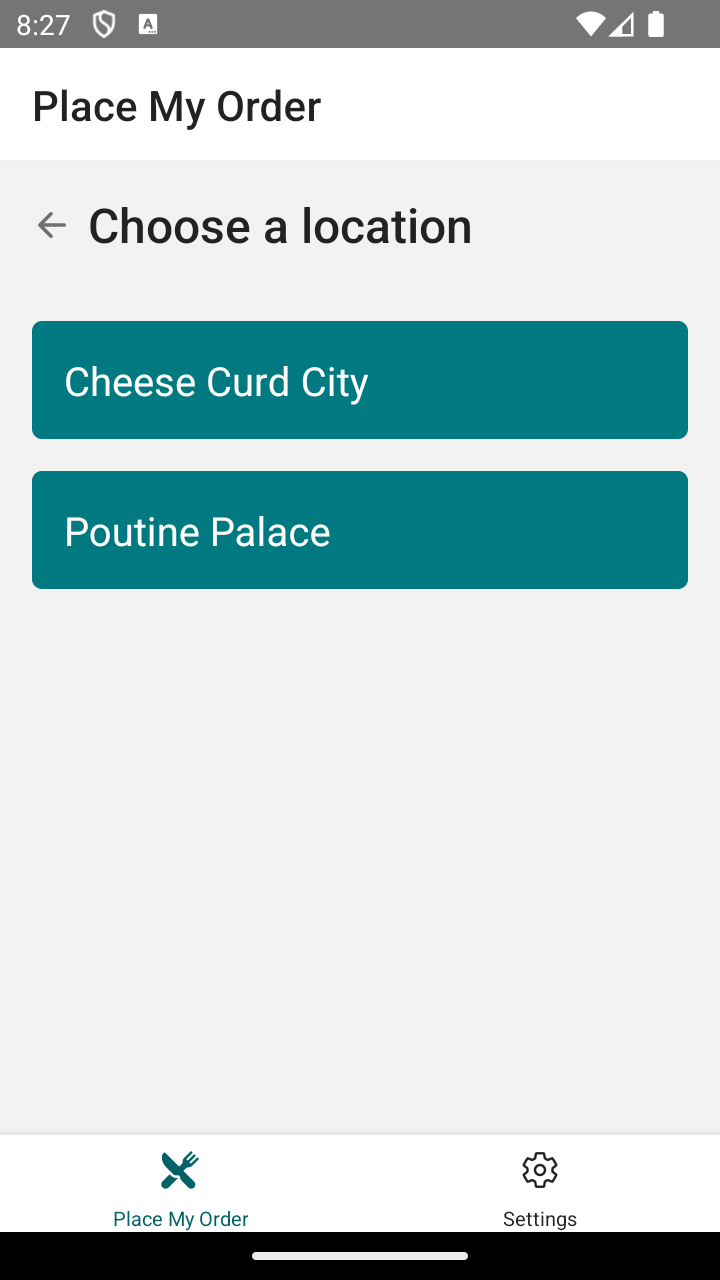 8:27
Place My Order
Choose a location
Cheese Curd City
Poutine Palace
Place My Order
Settings